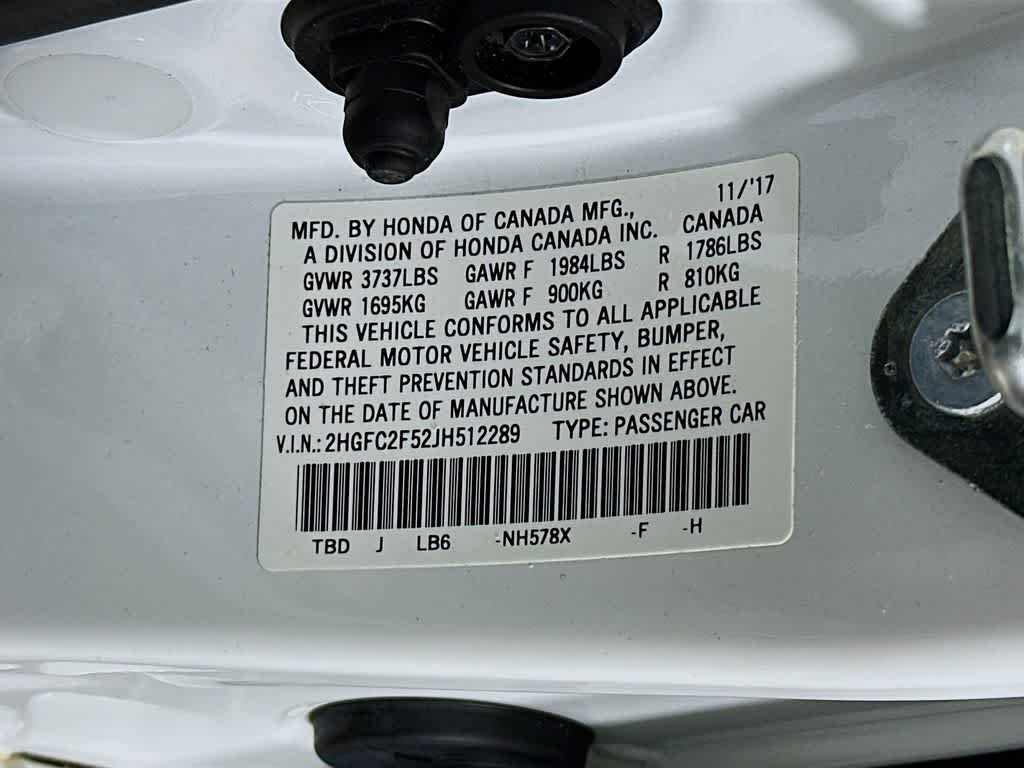 11/'17
MFD. BY HONDA OF CANADA MFG.,
A DIVISION OF HONDA CANADA INC. CANADA
GVWR 3737LBS GAWR F 1984LBS R 1786LBS
GVWR 1695KG GAWR F 900KG R 810KG
THIS VEHICLE CONFORMS TO ALL APPLICABLE
FEDERAL MOTOR VEHICLE SAFETY, BUMPER,
AND THEFT PREVENTION STANDARDS IN EFFECT
ON THE DATE OF MANUFACTURE SHOWN ABOVE.
V.I.N.: 2HGFC2F52JH512289 TYPE: PASSENGER CAR
TBD J LB6 -NH578X -F -H